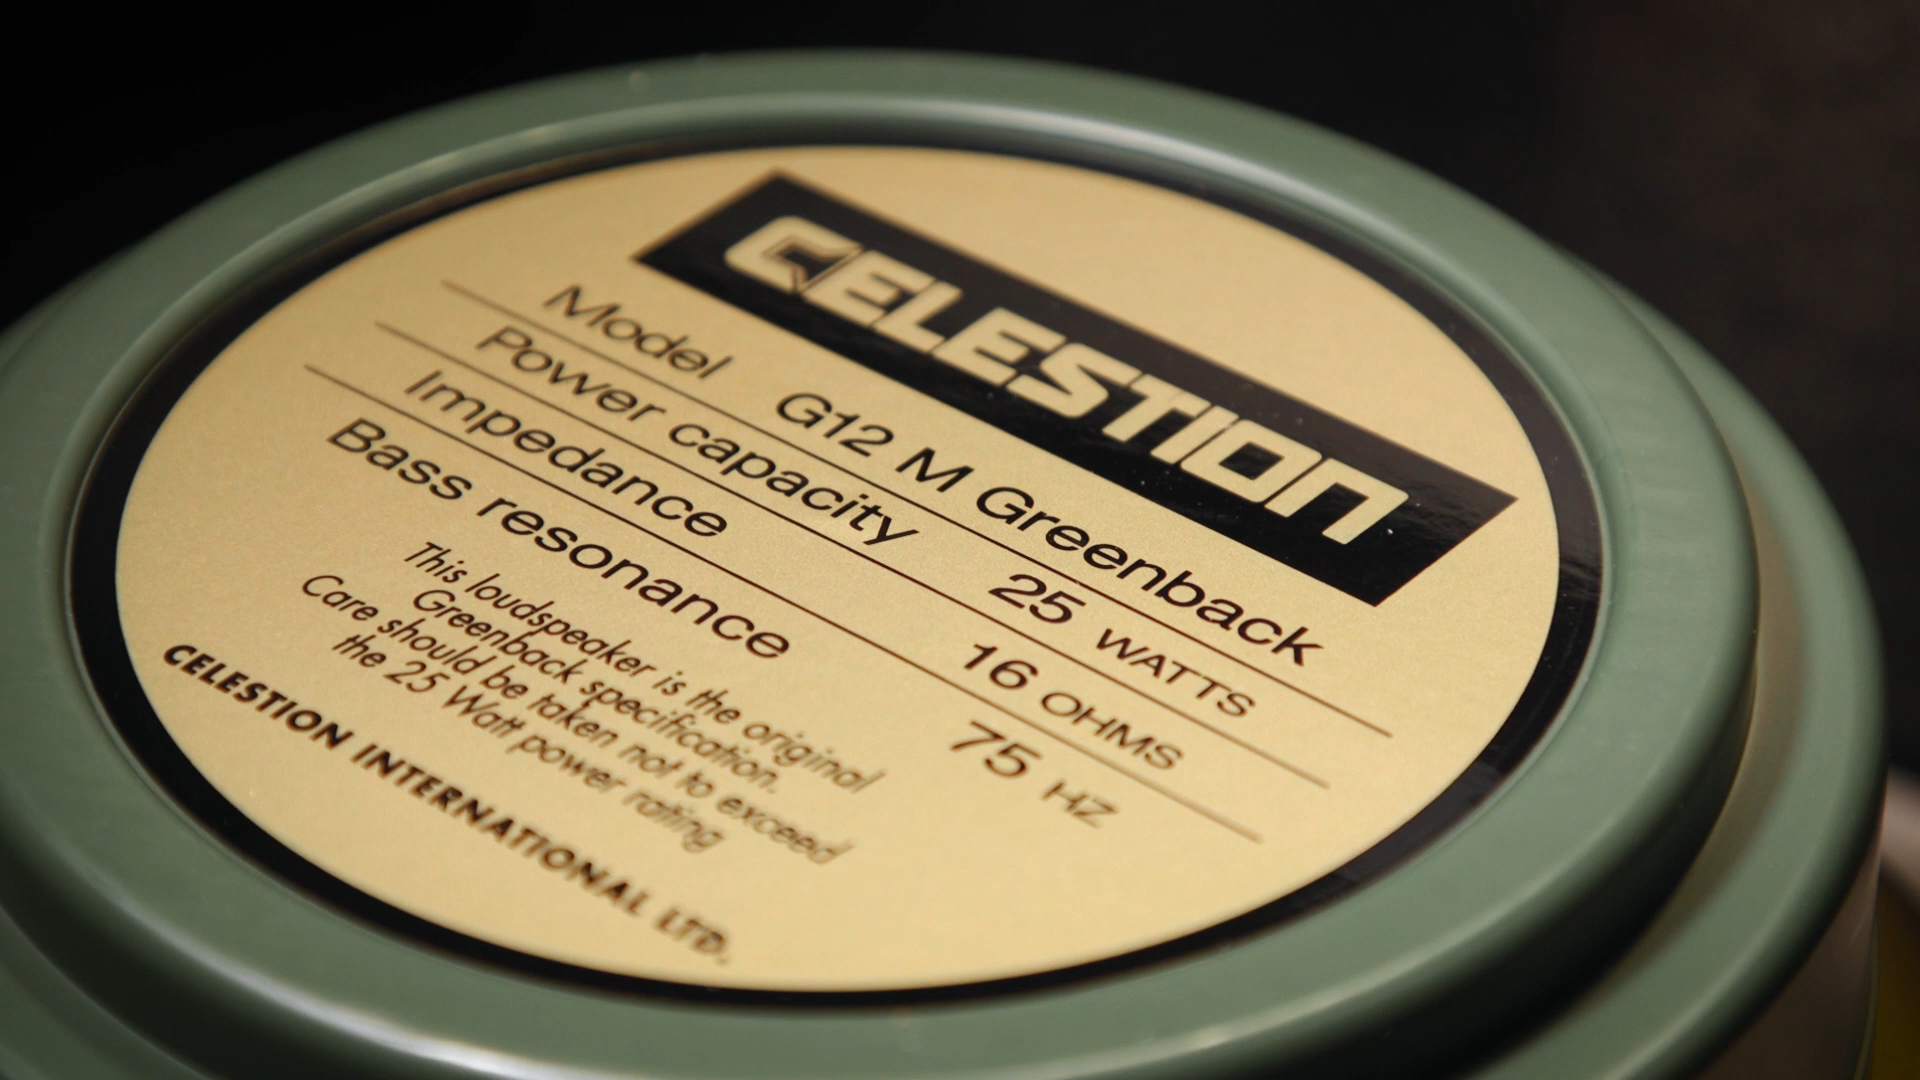 CELESTION
Model G12 M Greenback
Power capacity 25 WATTS
Impedance 16 OHMS
Bass resonance 75 HZ
This loudspeaker is the original
Greenback specification.
Care should be taken not to exceed
the 25 Watt power rating
CELESTION INTERNATIONAL LTD.